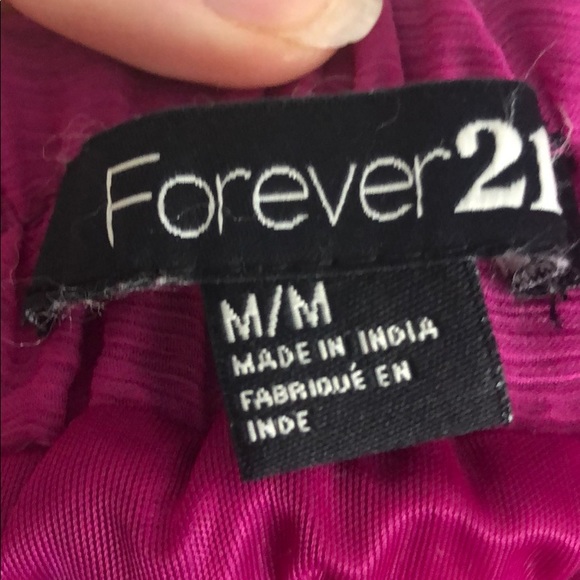 Forever21
M/M
MADE IN INDIA
FABRIQUÉ EN
INDE